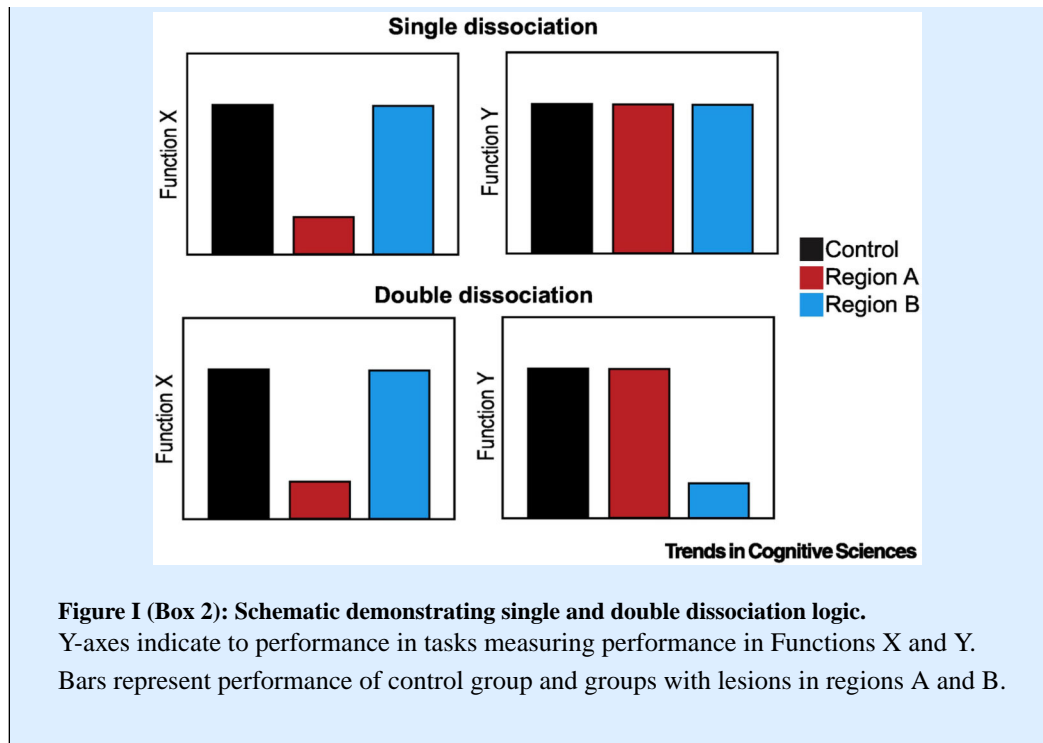 Single dissociation
Function X
Function Y
Control
Region A
Region B
Double dissociation
Function X
Function Y
Trends in Cognitive Sciences
Figure I (Box 2): Schematic demonstrating single and double dissociation logic.
Y-axes indicate to performance in tasks measuring performance in Functions X and Y.
Bars represent performance of control group and groups with lesions in regions A and B.